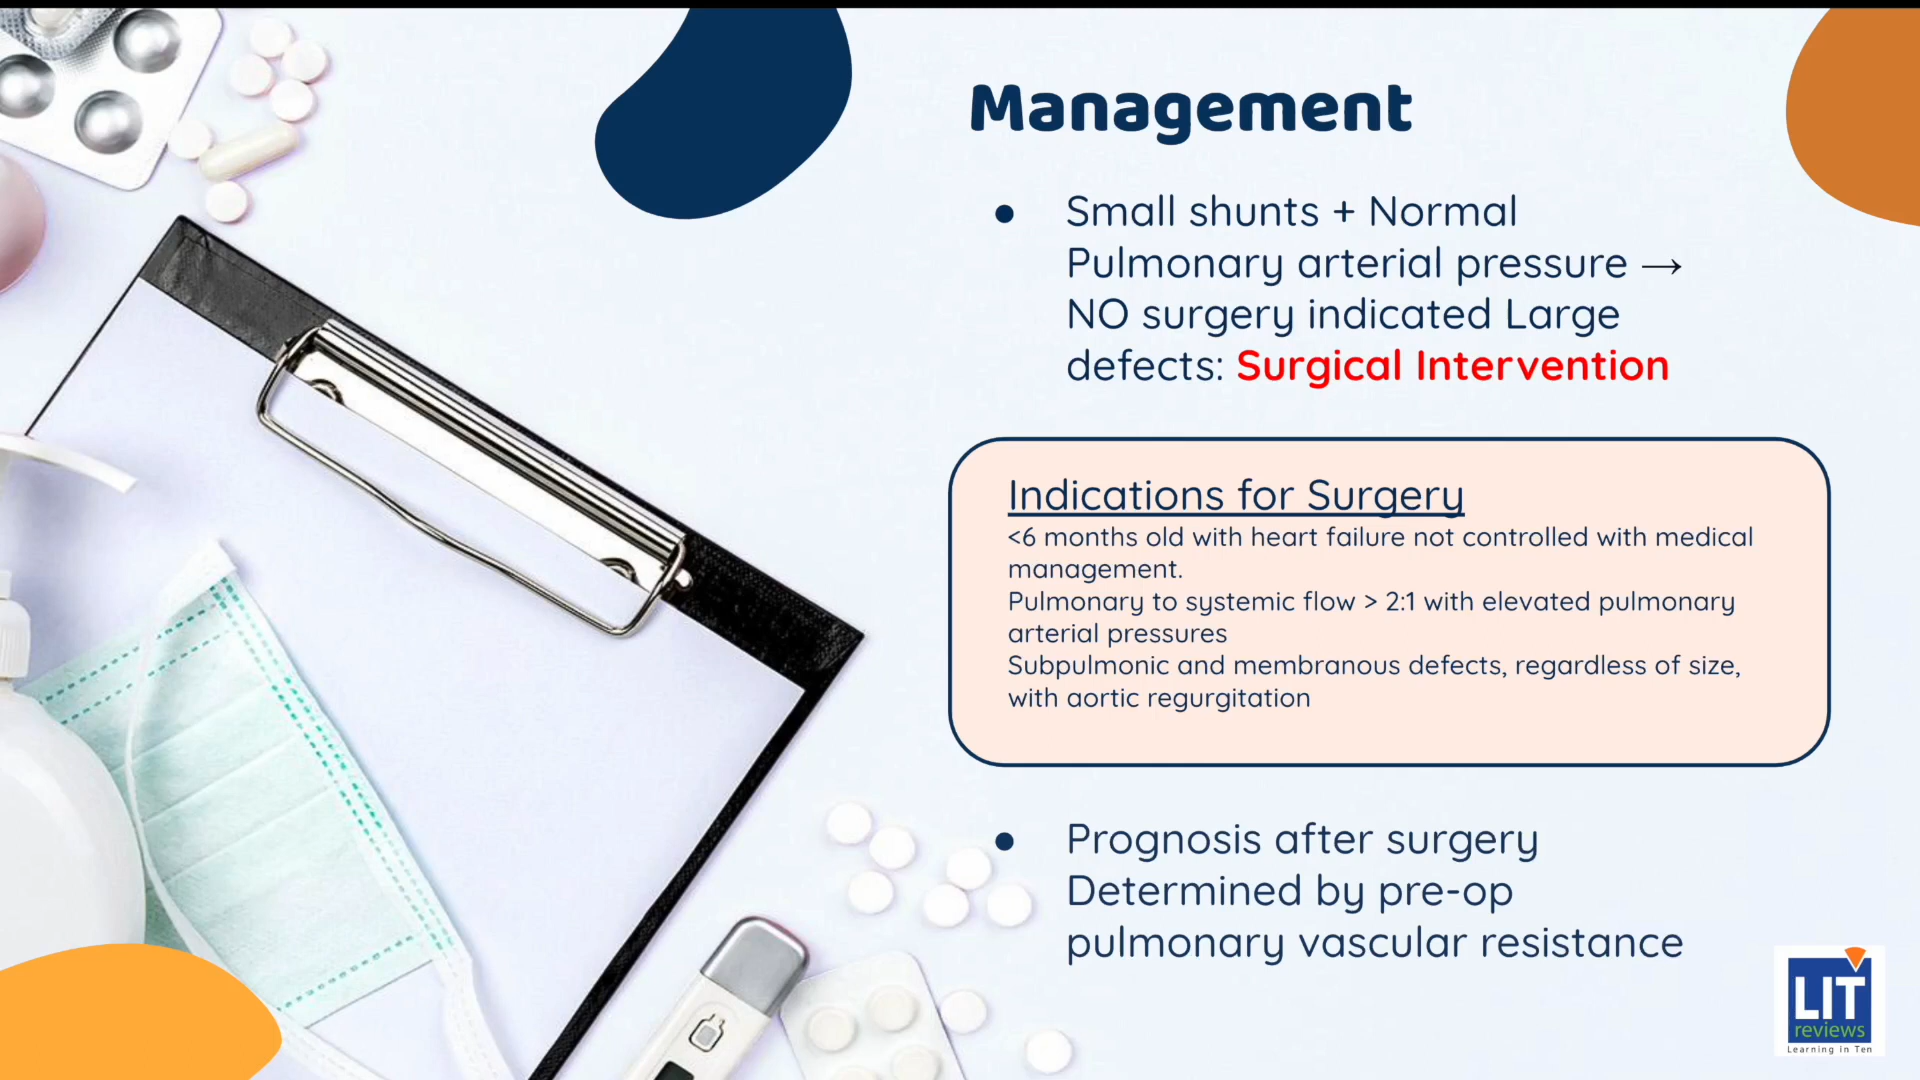 Management
● Small shunts + Normal
Pulmonary arterial pressure →
NO surgery indicated Large
defects: Surgical Intervention
Indications for Surgery
<6 months old with heart failure not controlled with medical
management.
Pulmonary to systemic flow > 2:1 with elevated pulmonary
arterial pressures
Subpulmonic and membranous defects, regardless of size,
with aortic regurgitation
● Prognosis after surgery
Determined by pre-op
pulmonary vascular resistance
LIT
reviews
Learning in Ten